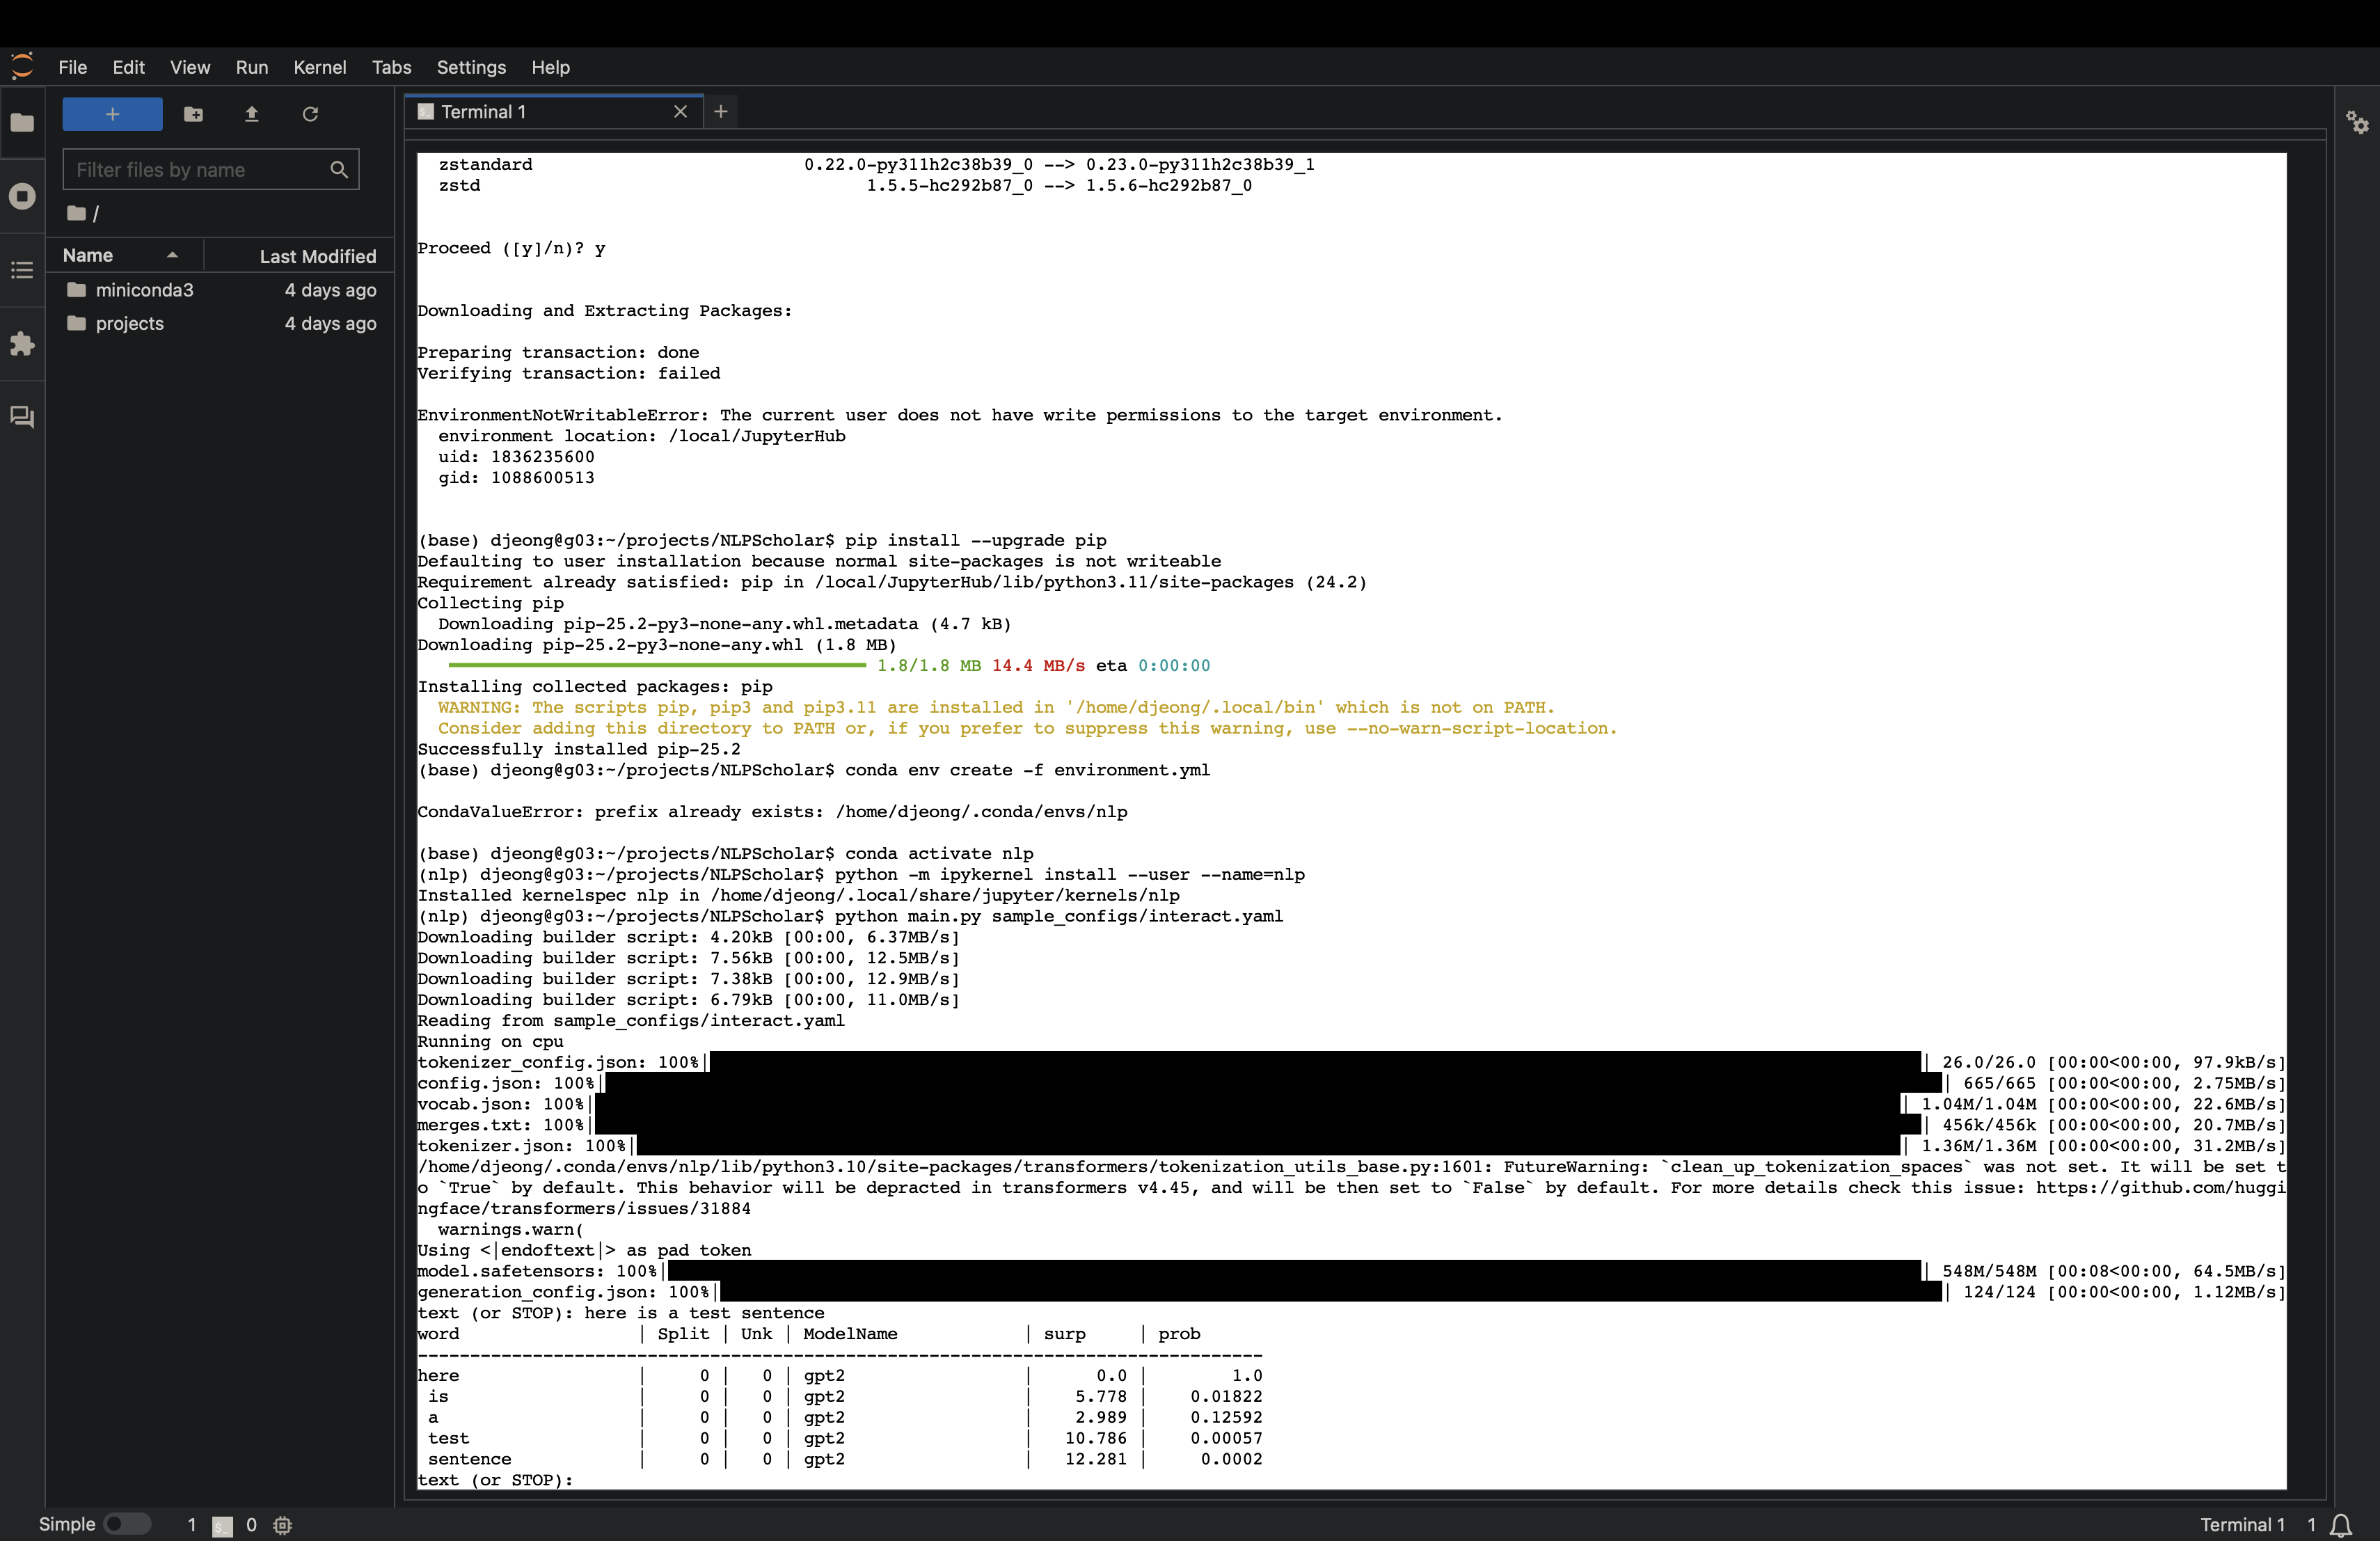 File Edit View Run Kernel Tabs Settings Help
+
Terminal 1
Filter files by name
/
Name Last Modified
miniconda3 4 days ago
projects 4 days ago
  zstandard                          0.22.0-py311h2c38b39_0 --> 0.23.0-py311h2c38b39_1
  zstd                                     1.5.5-hc292b87_0 --> 1.5.6-hc292b87_0
Proceed ([y]/n)? y
Downloading and Extracting Packages:
Preparing transaction: done
Verifying transaction: failed
EnvironmentNotWritableError: The current user does not have write permissions to the target environment.
  environment location: /local/JupyterHub
  uid: 1836235600
  gid: 1088600513
(base) djeong@g03:~/projects/NLPScholar$ pip install --upgrade pip
Defaulting to user installation because normal site-packages is not writeable
Requirement already satisfied: pip in /local/JupyterHub/lib/python3.11/site-packages (24.2)
Collecting pip
  Downloading pip-25.2-py3-none-any.whl.metadata (4.7 kB)
Downloading pip-25.2-py3-none-any.whl (1.8 MB)
1.8/1.8 MB 14.4 MB/s eta 0:00:00
Installing collected packages: pip
  WARNING: The scripts pip, pip3 and pip3.11 are installed in '/home/djeong/.local/bin' which is not on PATH.
  Consider adding this directory to PATH or, if you prefer to suppress this warning, use --no-warn-script-location.
Successfully installed pip-25.2
(base) djeong@g03:~/projects/NLPScholar$ conda env create -f environment.yml
CondaValueError: prefix already exists: /home/djeong/.conda/envs/nlp
(base) djeong@g03:~/projects/NLPScholar$ conda activate nlp
(nlp) djeong@g03:~/projects/NLPScholar$ python -m ipykernel install --user --name=nlp
Installed kernelspec nlp in /home/djeong/.local/share/jupyter/kernels/nlp
(nlp) djeong@g03:~/projects/NLPScholar$ python main.py sample_configs/interact.yaml
Downloading builder script: 4.20kB [00:00, 6.37MB/s]
Downloading builder script: 7.56kB [00:00, 12.5MB/s]
Downloading builder script: 7.38kB [00:00, 12.9MB/s]
Downloading builder script: 6.79kB [00:00, 11.0MB/s]
Reading from sample_configs/interact.yaml
Running on cpu
tokenizer_config.json: 100%| | 26.0/26.0 [00:00<00:00, 97.9kB/s]
config.json: 100%| | 665/665 [00:00<00:00, 2.75MB/s]
vocab.json: 100%| | 1.04M/1.04M [00:00<00:00, 22.6MB/s]
merges.txt: 100%| | 456k/456k [00:00<00:00, 20.7MB/s]
tokenizer.json: 100%| | 1.36M/1.36M [00:00<00:00, 31.2MB/s]
/home/djeong/.conda/envs/nlp/lib/python3.10/site-packages/transformers/tokenization_utils_base.py:1601: FutureWarning: `clean_up_tokenization_spaces` was not set. It will be set t
o `True` by default. This behavior will be depracted in transformers v4.45, and will be then set to `False` by default. For more details check this issue: https://github.com/huggi
ngface/transformers/issues/31884
  warnings.warn(
Using <|endoftext|> as pad token
model.safetensors: 100%| | 548M/548M [00:08<00:00, 64.5MB/s]
generation_config.json: 100%| | 124/124 [00:00<00:00, 1.12MB/s]
text (or STOP): here is a test sentence
word | Split | Unk | ModelName | surp | prob
---------------------------------------------------------------------------------
here | 0 | 0 | gpt2 | 0.0 | 1.0
 is | 0 | 0 | gpt2 | 5.778 | 0.01822
 a | 0 | 0 | gpt2 | 2.989 | 0.12592
 test | 0 | 0 | gpt2 | 10.786 | 0.00057
 sentence | 0 | 0 | gpt2 | 12.281 | 0.0002
text (or STOP):
Simple 1 $_ 0 Terminal 1 1